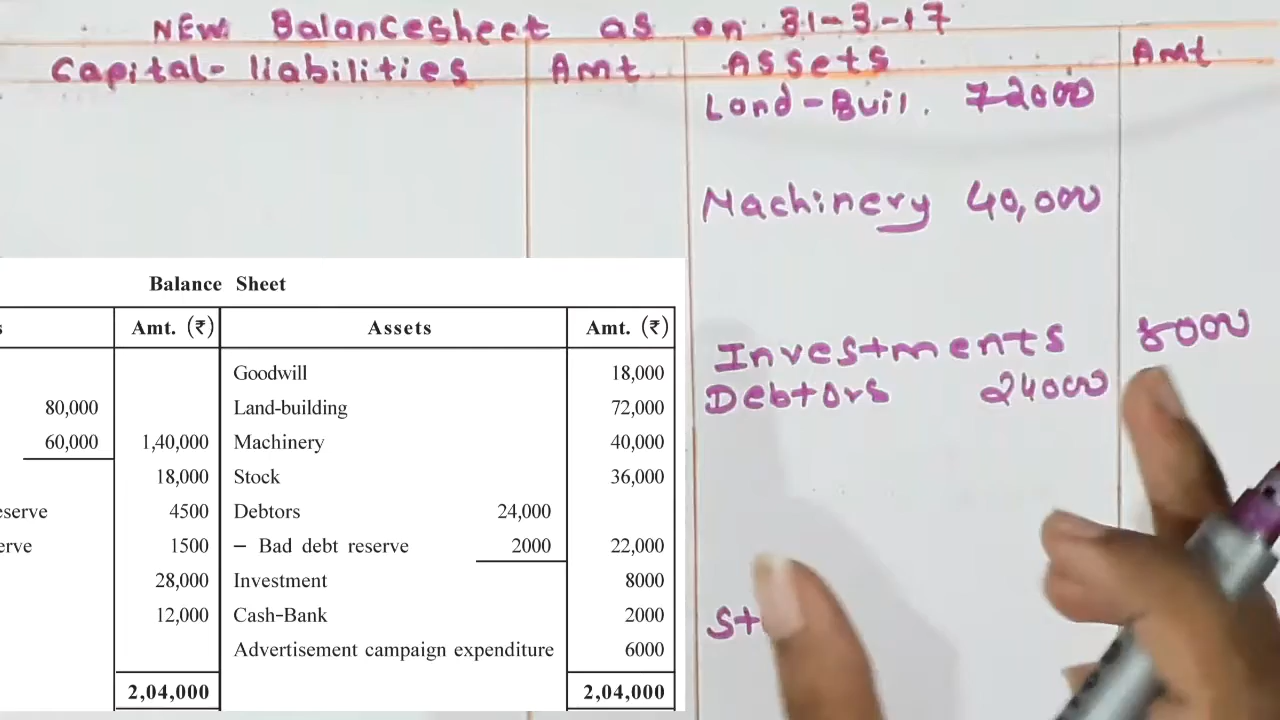 NEW Balancesheet as on 31-3-17
Capital-liabilities Amt Assets Amt
Land-Buil. 72000
Machinery 40,000
Investments 8000
Debtors 24000
Balance Sheet
s Amt. (₹) Assets Amt. (₹)
Goodwill 18,000
80,000 Land-building 72,000
60,000 1,40,000 Machinery 40,000
18,000 Stock 36,000
eserve 4500 Debtors 24,000
erve 1500 – Bad debt reserve 2000 22,000
28,000 Investment 8000
12,000 Cash-Bank 2000
Advertisement campaign expenditure 6000
2,04,000 2,04,000
St